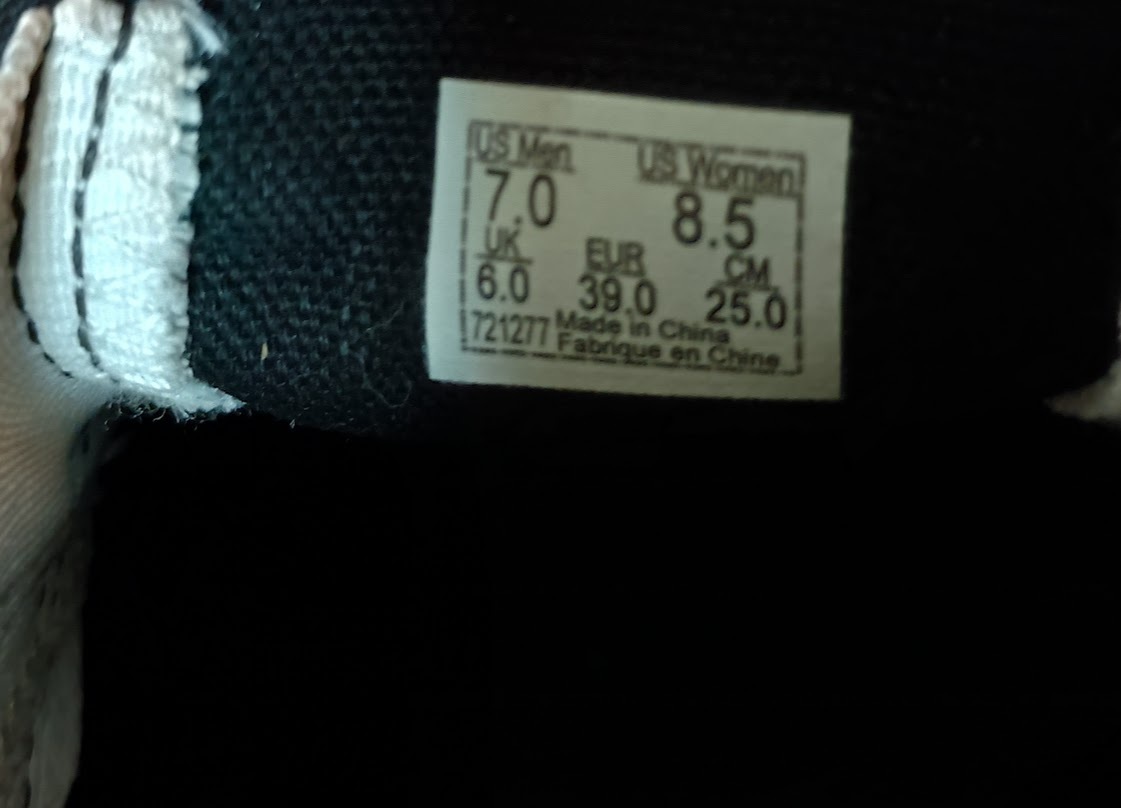 US Men US Women
7.0 8.5
UK EUR CM
6.0 39.0 25.0
721277 Made in China
Fabrique en Chine